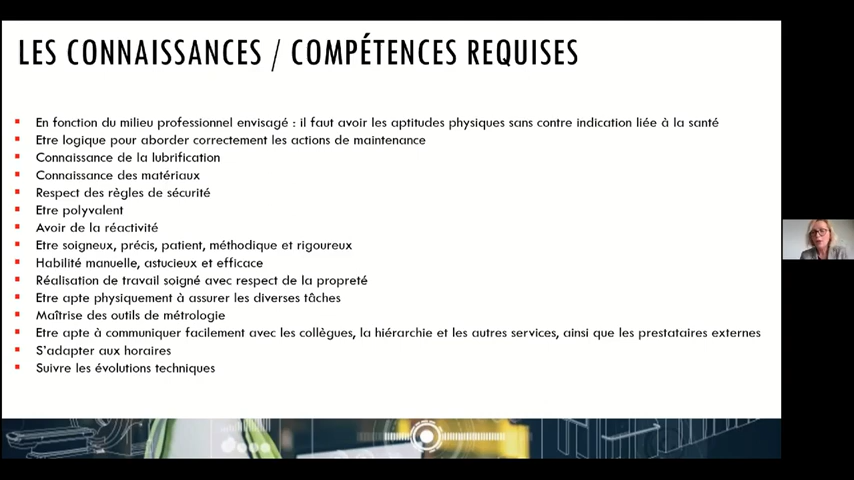 LES CONNAISSANCES / COMPÉTENCES REQUISES
En fonction du milieu professionnel envisagé : il faut avoir les aptitudes physiques sans contre indication liée à la santé
Etre logique pour aborder correctement les actions de maintenance
Connaissance de la lubrification
Connaissance des matériaux
Respect des règles de sécurité
Etre polyvalent
Avoir de la réactivité
Etre soigneux, précis, patient, méthodique et rigoureux
Habilité manuelle, astucieux et efficace
Réalisation de travail soigné avec respect de la propreté
Etre apte physiquement à assurer les diverses tâches
Maîtrise des outils de métrologie
Etre apte à communiquer facilement avec les collègues, la hiérarchie et les autres services, ainsi que les prestataires externes
S'adapter aux horaires
Suivre les évolutions techniques